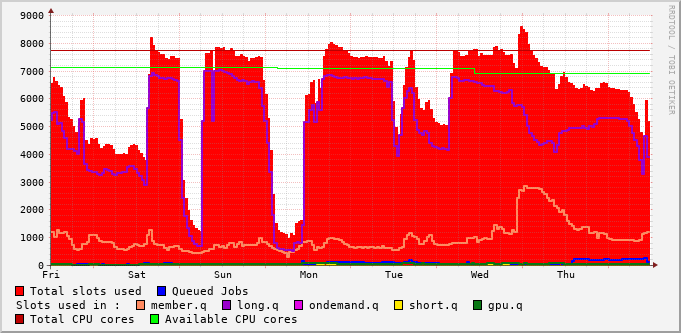 9000
8000
7000
6000
5000
4000
3000
2000
1000
0
Fri Sat Sun Mon Tue Wed Thu
RRDTOOL / TOBI OETIKER
Total slots used Queued Jobs
Slots used in : member.q long.q ondemand.q short.q gpu.q
Total CPU cores Available CPU cores